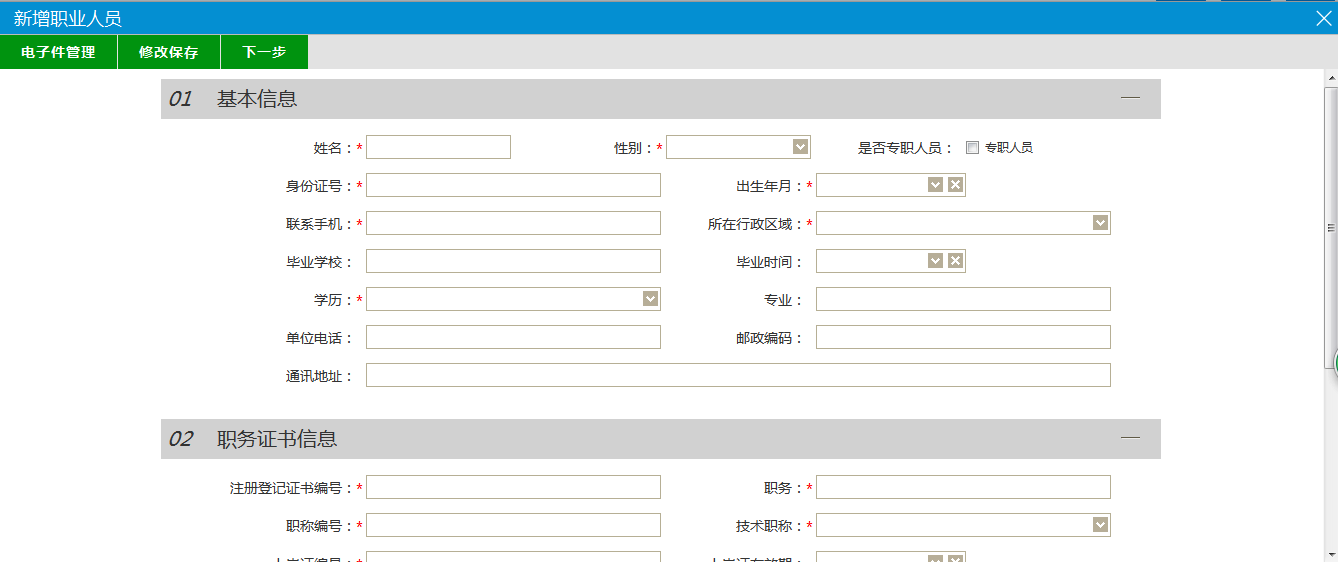 新增职业人员
电子件管理 修改保存 下一步
01 基本信息
姓名：* 性别：* 是否专职人员： 专职人员
身份证号：* 出生年月：*
联系手机：* 所在行政区域：*
毕业学校： 毕业时间：
学历：* 专业：
单位电话： 邮政编码：
通讯地址：
02 职务证书信息
注册登记证书编号：* 职务：*
职称编号：* 技术职称：*